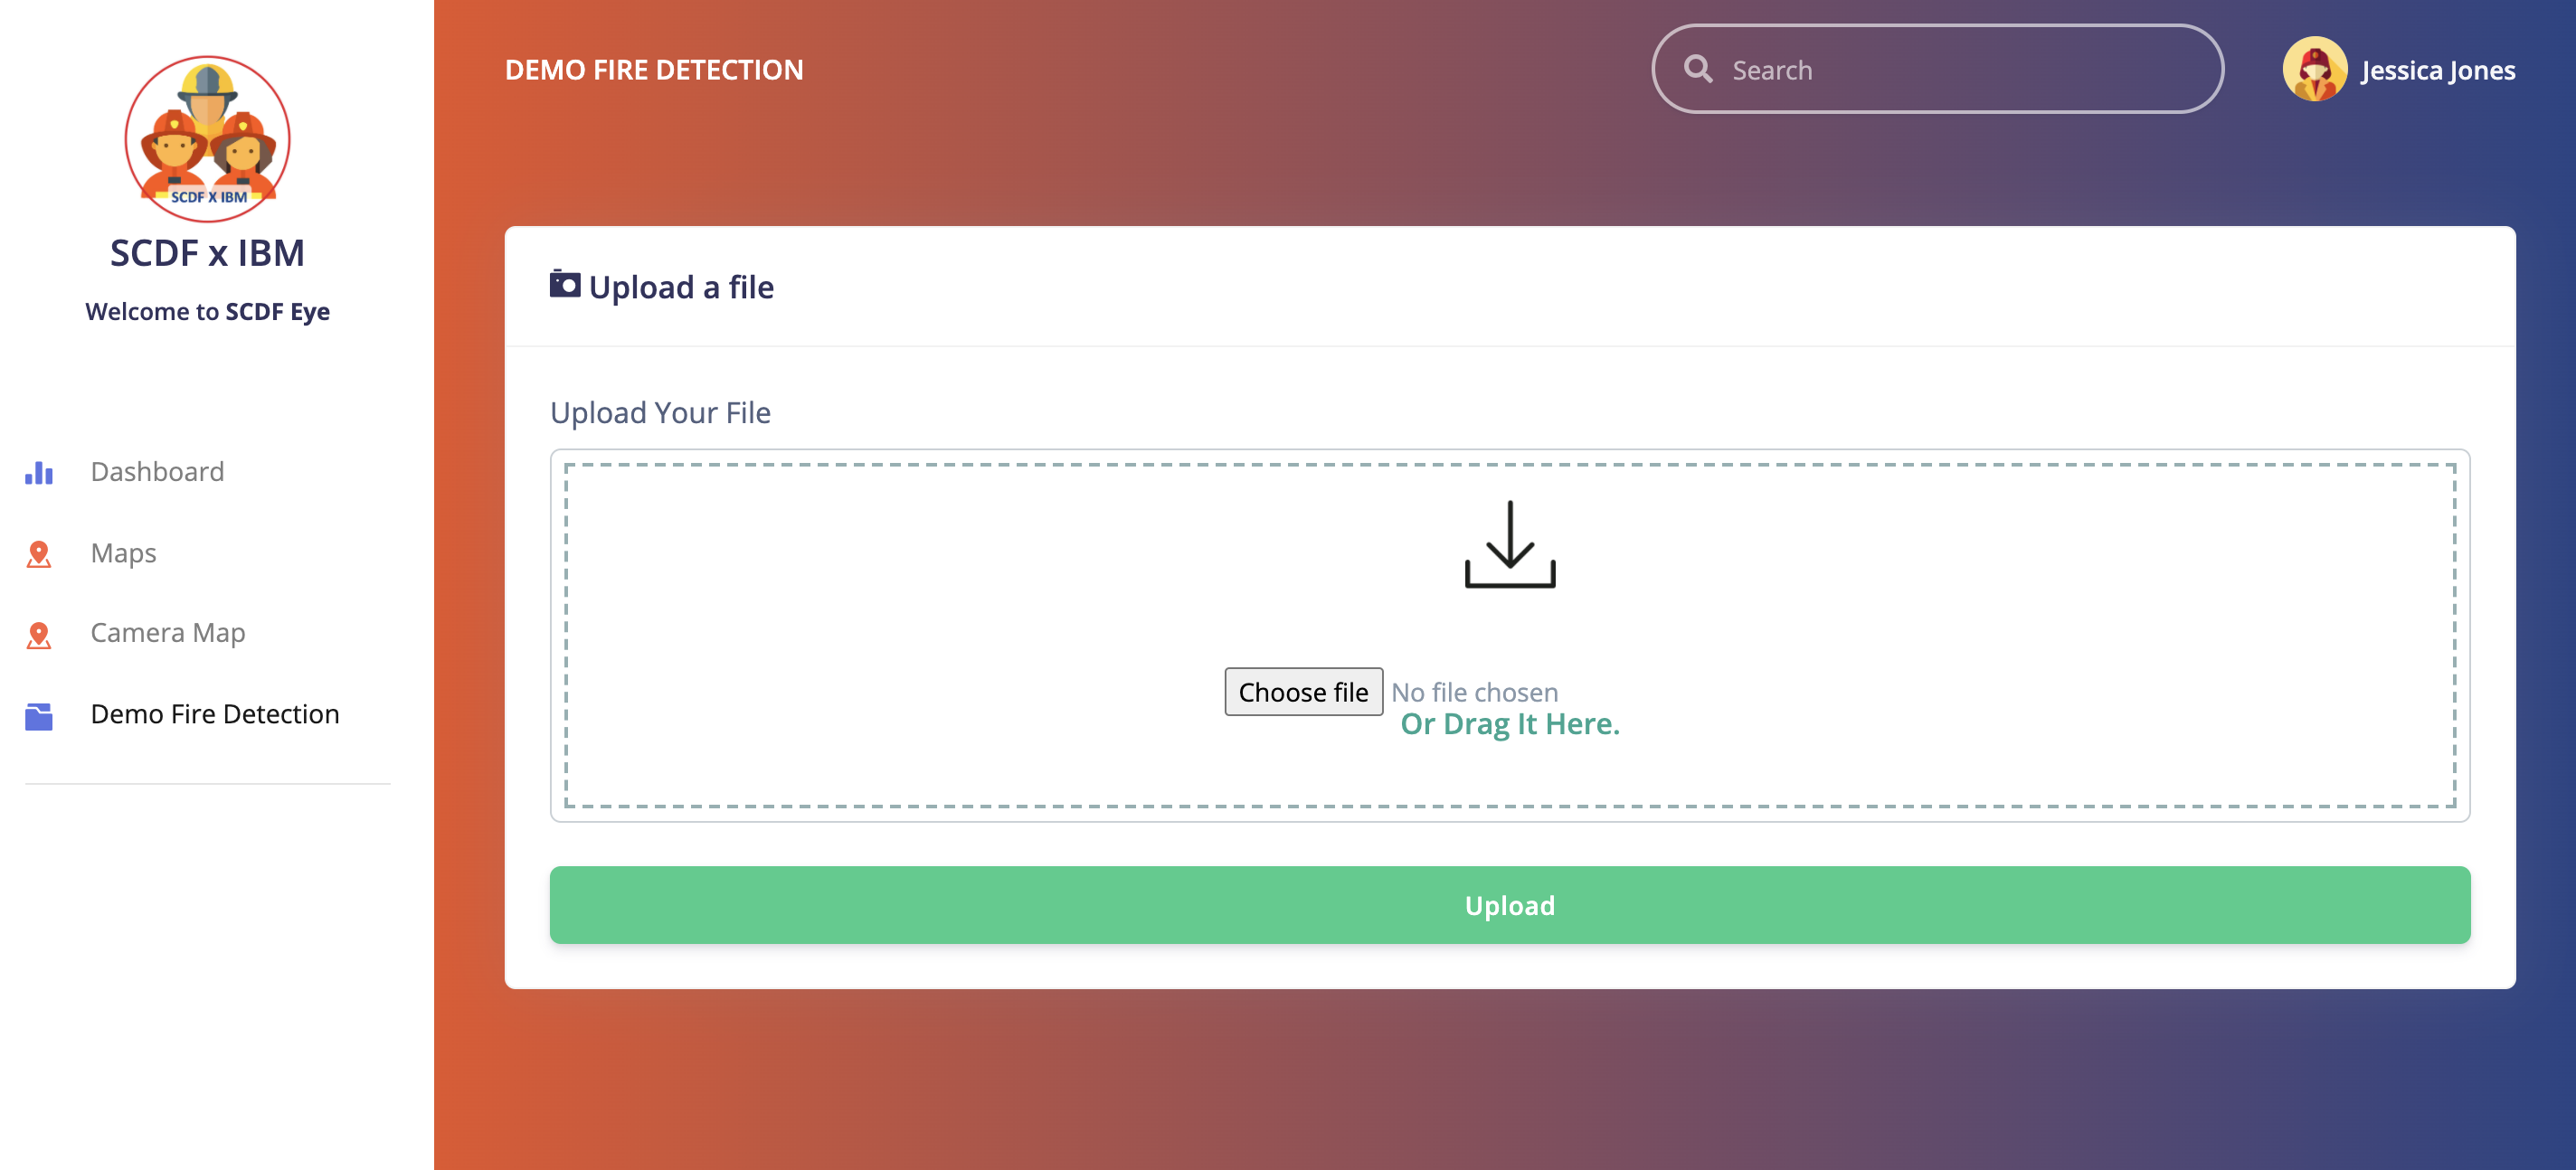 SCDF X IBM
SCDF x IBM
Welcome to SCDF Eye
Dashboard
Maps
Camera Map
Demo Fire Detection
DEMO FIRE DETECTION
Search
Jessica Jones
Upload a file
Upload Your File
Choose file No file chosen
Or Drag It Here.
Upload